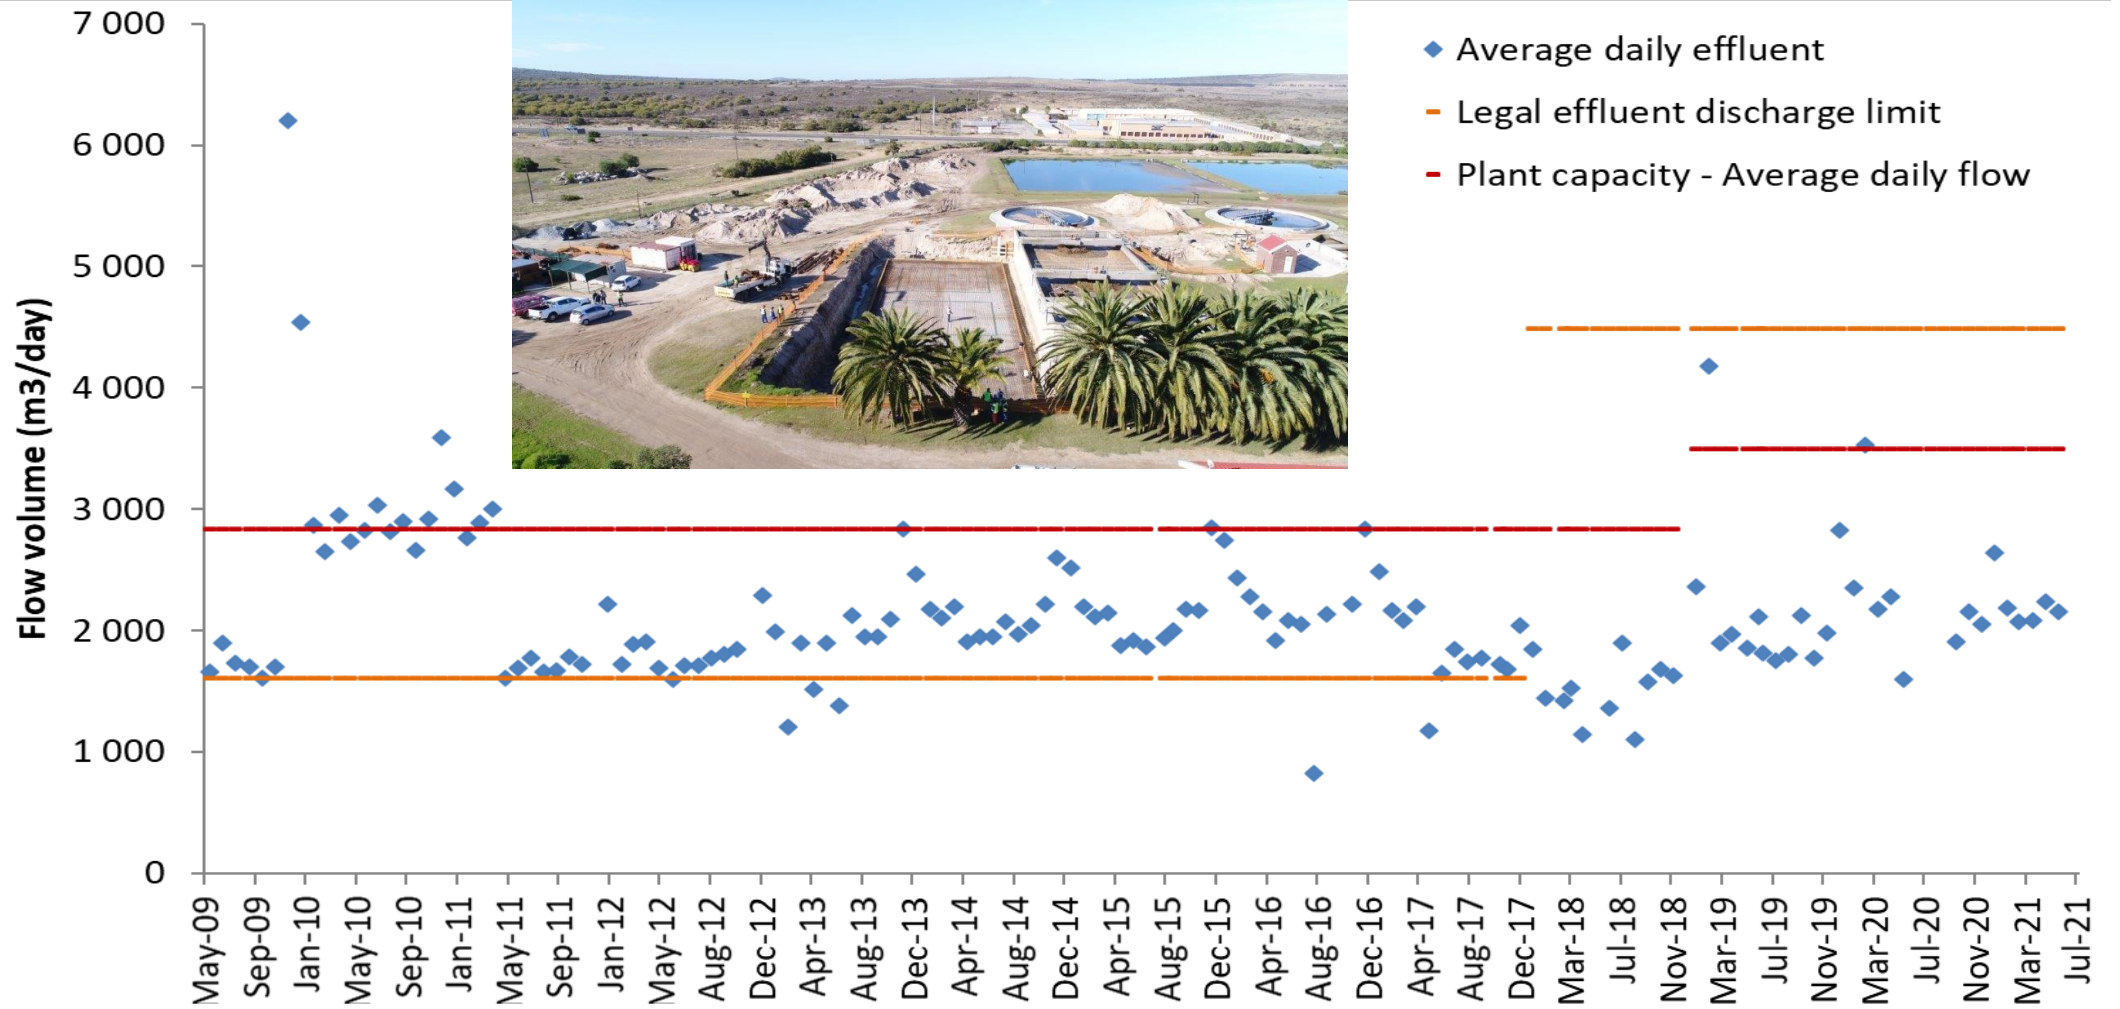 7 000
6 000
5 000
4 000
3 000
2 000
1 000
0
Flow volume (m3/day)
Average daily effluent
Legal effluent discharge limit
Plant capacity - Average daily flow
May-09
Sep-09
Jan-10
May-10
Sep-10
Jan-11
May-11
Sep-11
Jan-12
May-12
Aug-12
Dec-12
Apr-13
Aug-13
Dec-13
Apr-14
Aug-14
Dec-14
Apr-15
Aug-15
Dec-15
Apr-16
Aug-16
Dec-16
Apr-17
Aug-17
Dec-17
Mar-18
Jul-18
Nov-18
Mar-19
Jul-19
Nov-19
Mar-20
Jul-20
Nov-20
Mar-21
Jul-21